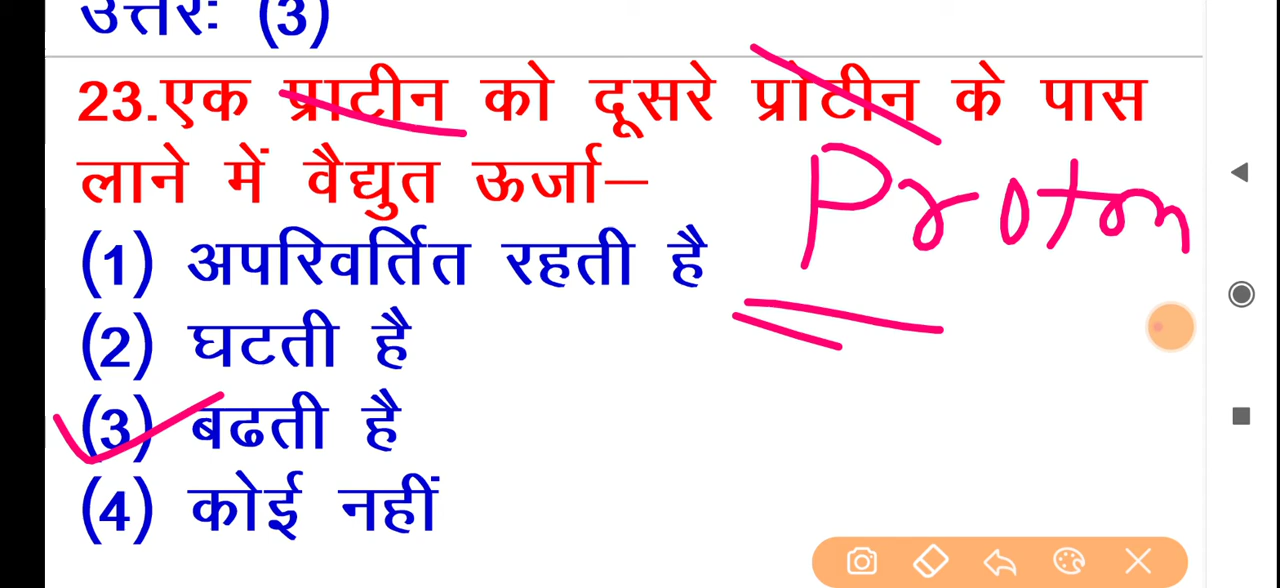 उत्तरः (3)
23.एक प्राटीन को दूसरे प्रोटीन के पास
लाने में वैद्युत ऊर्जा–
Proton
(1) अपरिवर्तित रहती है
(2) घटती है
(3) बढती है
(4) कोई नहीं